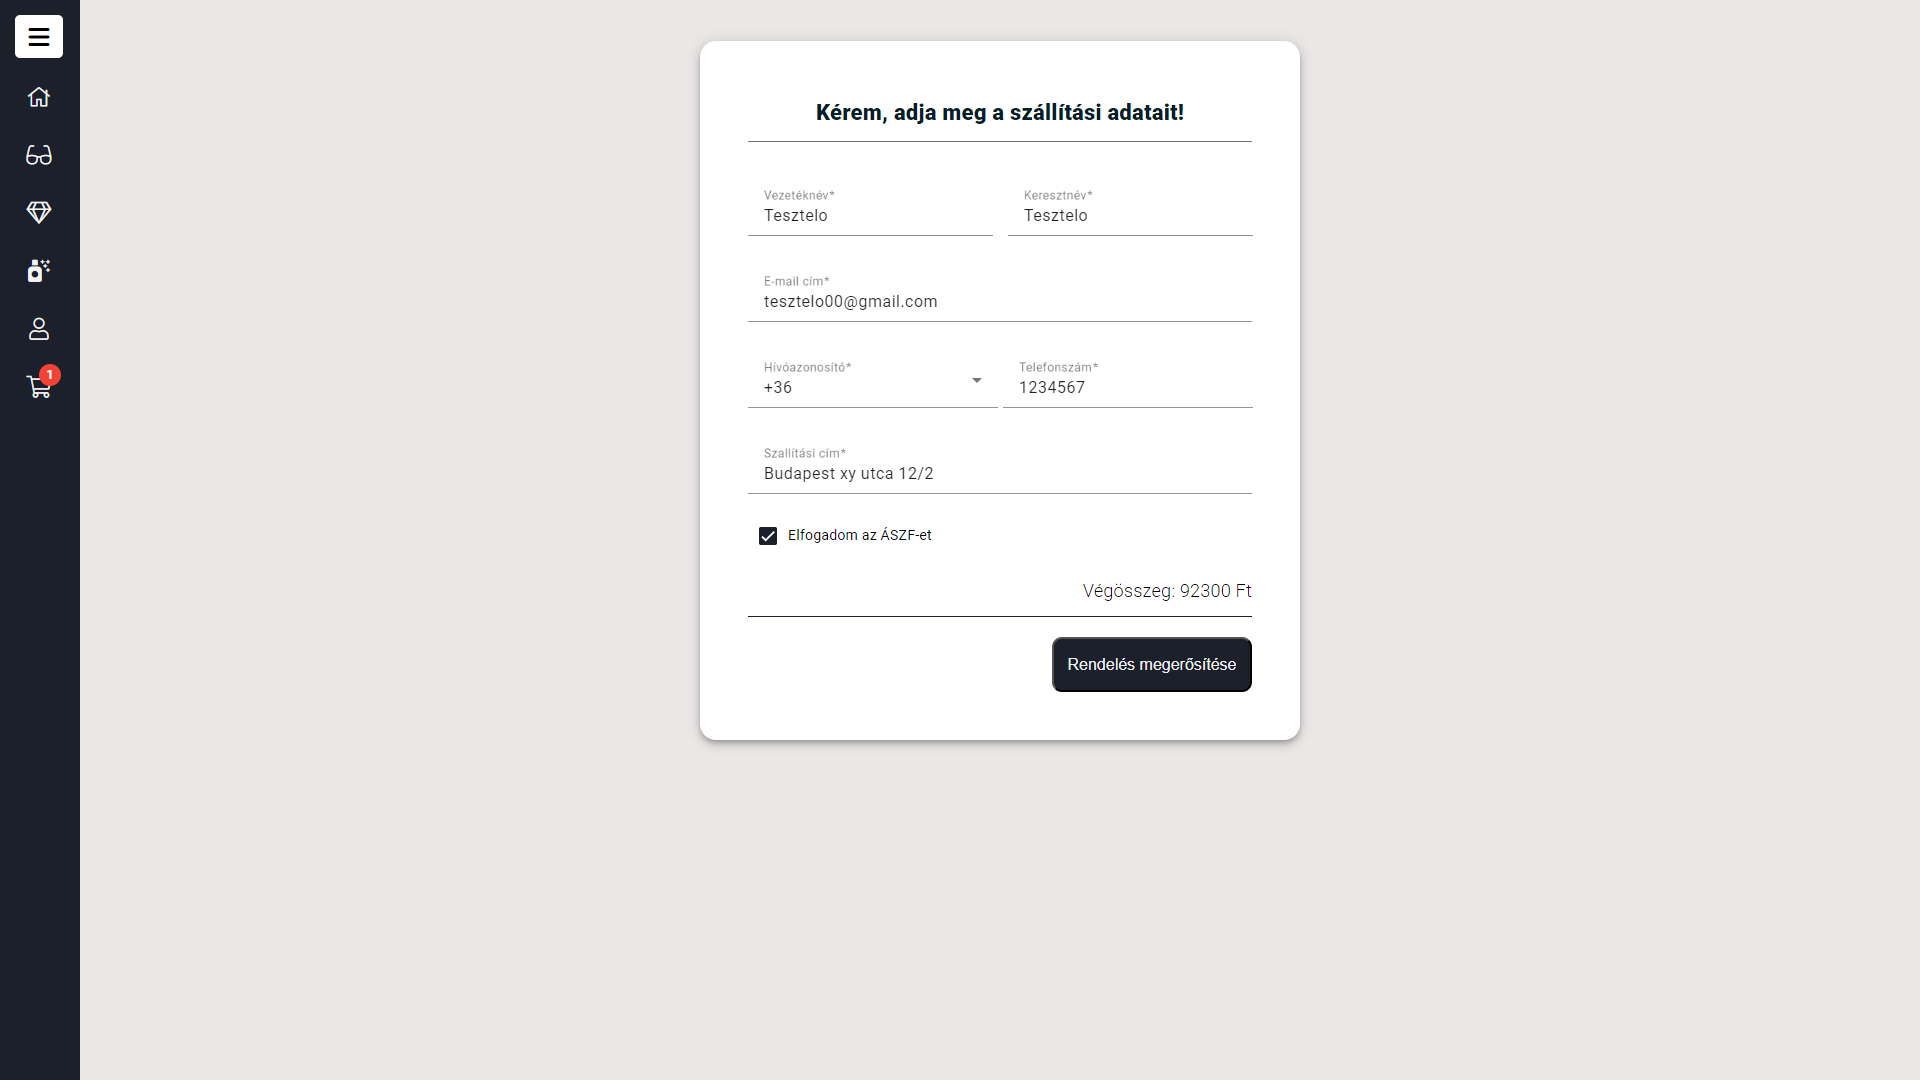 1
Kérem, adja meg a szállítási adatait!
Vezetéknév*
Tesztelo
Keresztnév*
Tesztelo
E-mail cím*
tesztelo00@gmail.com
Hívóazonosító*
+36
Telefonszám*
1234567
Szallítási cím*
Budapest xy utca 12/2
Elfogadom az ÁSZF-et
Végösszeg: 92300 Ft
Rendelés megerősítése